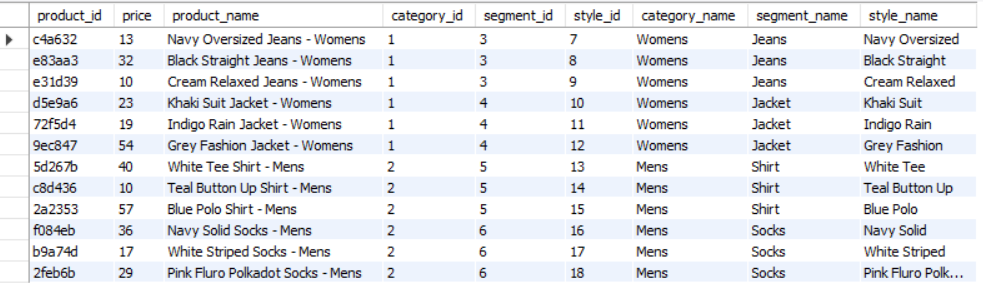 product_id price product_name category_id segment_id style_id category_name segment_name style_name
c4a632 13 Navy Oversized Jeans - Womens 1 3 7 Womens Jeans Navy Oversized
e83aa3 32 Black Straight Jeans - Womens 1 3 8 Womens Jeans Black Straight
e31d39 10 Cream Relaxed Jeans - Womens 1 3 9 Womens Jeans Cream Relaxed
d5e9a6 23 Khaki Suit Jacket - Womens 1 4 10 Womens Jacket Khaki Suit
72f5d4 19 Indigo Rain Jacket - Womens 1 4 11 Womens Jacket Indigo Rain
9ec847 54 Grey Fashion Jacket - Womens 1 4 12 Womens Jacket Grey Fashion
5d267b 40 White Tee Shirt - Mens 2 5 13 Mens Shirt White Tee
c8d436 10 Teal Button Up Shirt - Mens 2 5 14 Mens Shirt Teal Button Up
2a2353 57 Blue Polo Shirt - Mens 2 5 15 Mens Shirt Blue Polo
f084eb 36 Navy Solid Socks - Mens 2 6 16 Mens Socks Navy Solid
b9a74d 17 White Striped Socks - Mens 2 6 17 Mens Socks White Striped
2feb6b 29 Pink Fluro Polkadot Socks - Mens 2 6 18 Mens Socks Pink Fluro Polk...